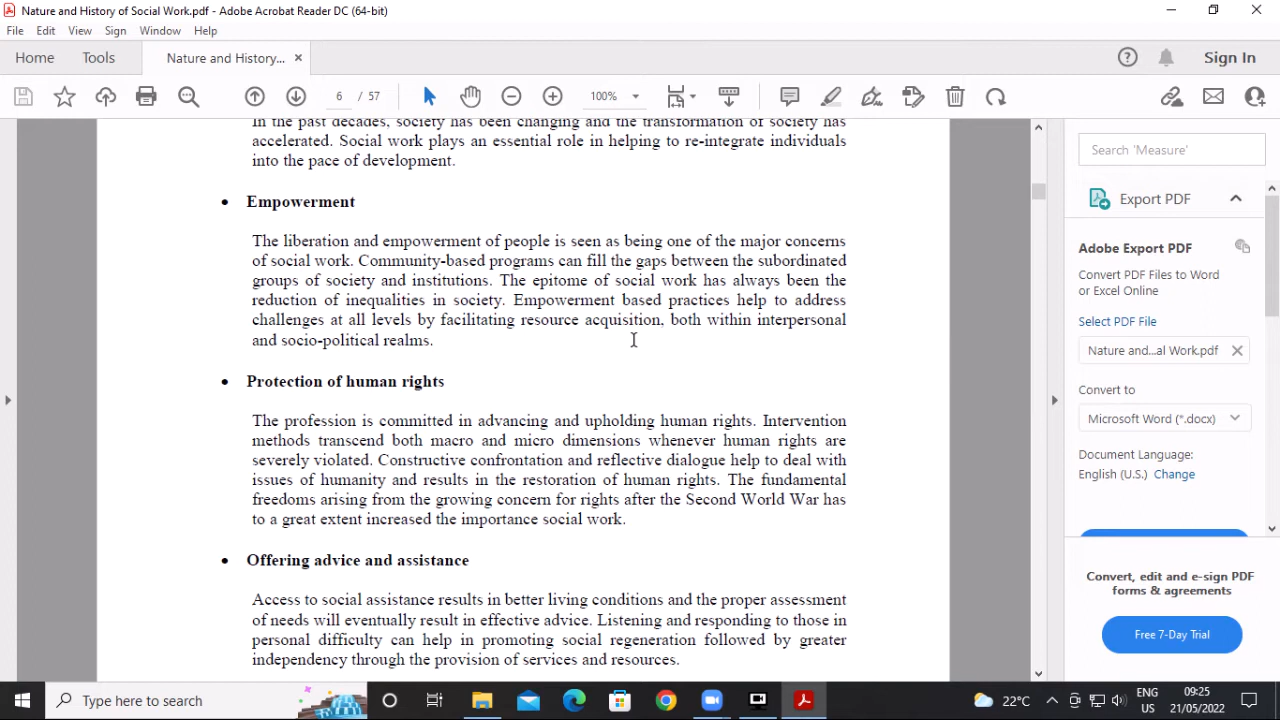 Nature and History of Social Work.pdf - Adobe Acrobat Reader DC (64-bit)
File Edit View Sign Window Help
Home Tools Nature and History... × Sign In
6 / 57 100%
In the past decades, society has been changing and the transformation of society has
accelerated. Social work plays an essential role in helping to re-integrate individuals
into the pace of development.
• Empowerment
The liberation and empowerment of people is seen as being one of the major concerns
of social work. Community-based programs can fill the gaps between the subordinated
groups of society and institutions. The epitome of social work has always been the
reduction of inequalities in society. Empowerment based practices help to address
challenges at all levels by facilitating resource acquisition, both within interpersonal
and socio-political realms.
• Protection of human rights
The profession is committed in advancing and upholding human rights. Intervention
methods transcend both macro and micro dimensions whenever human rights are
severely violated. Constructive confrontation and reflective dialogue help to deal with
issues of humanity and results in the restoration of human rights. The fundamental
freedoms arising from the growing concern for rights after the Second World War has
to a great extent increased the importance social work.
• Offering advice and assistance
Access to social assistance results in better living conditions and the proper assessment
of needs will eventually result in effective advice. Listening and responding to those in
personal difficulty can help in promoting social regeneration followed by greater
independency through the provision of services and resources.
Search 'Measure'
Export PDF
Adobe Export PDF
Convert PDF Files to Word
or Excel Online
Select PDF File
Nature and...al Work.pdf
Convert to
Microsoft Word (*.docx)
Document Language:
English (U.S.) Change
Convert, edit and e-sign PDF
forms & agreements
Free 7-Day Trial
Type here to search
22°C
ENG
US
09:25
21/05/2022